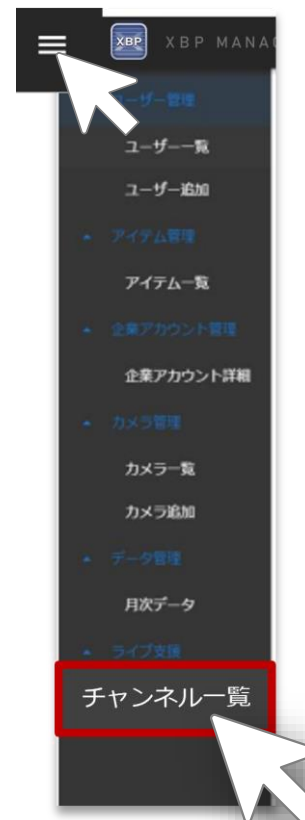 XBP XBP MANAG
ユーザー管理
ユーザー一覧
ユーザー追加
アイテム管理
アイテム一覧
企業アカウント管理
企業アカウント詳細
カメラ管理
カメラ一覧
カメラ追加
データ管理
月次データ
ライブ支援
チャンネル一覧